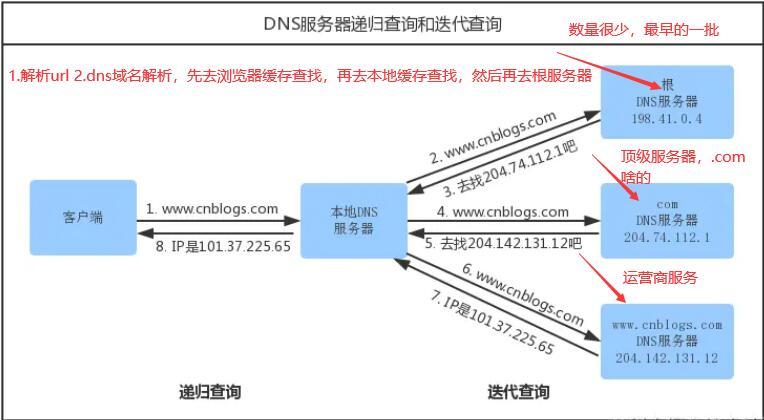 DNS服务器递归查询和迭代查询
数量很少，最早的一批
1.解析url 2.dns域名解析，先去浏览器缓存查找，再去本地缓存查找，然后再去根服务器
根
DNS服务器
198.41.0.4
2. www.cnblogs.com
3. 去找204.74.112.1吧
顶级服务器，.com
啥的
客户端
1. www.cnblogs.com
8. IP是101.37.225.65
本地DNS
服务器
4. www.cnblogs.com
5. 去找204.142.131.12吧
com
DNS服务器
204.74.112.1
6. www.cnblogs.com
7. IP是101.37.225.65
运营商服务
www.cnblogs.com
DNS服务器
204.142.131.12
递归查询
迭代查询